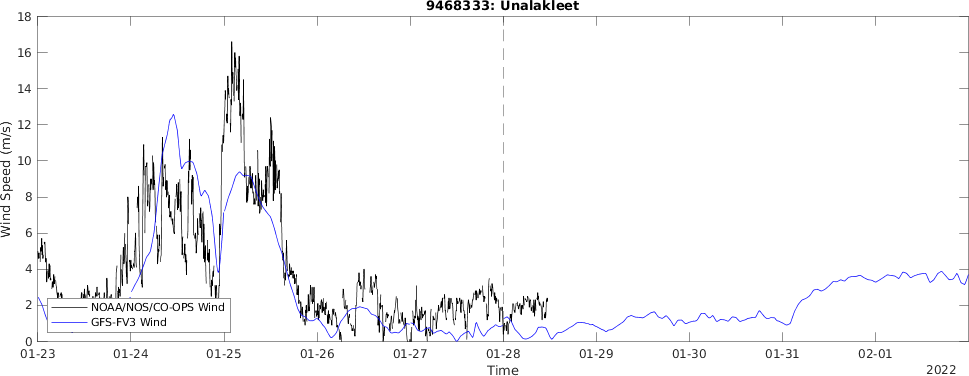 9468333: Unalakleet
18
16
14
12
10
8
6
4
2
0
Wind Speed (m/s)
NOAA/NOS/CO-OPS Wind
GFS-FV3 Wind
01-23 01-24 01-25 01-26 01-27 01-28 01-29 01-30 01-31 02-01
Time
2022